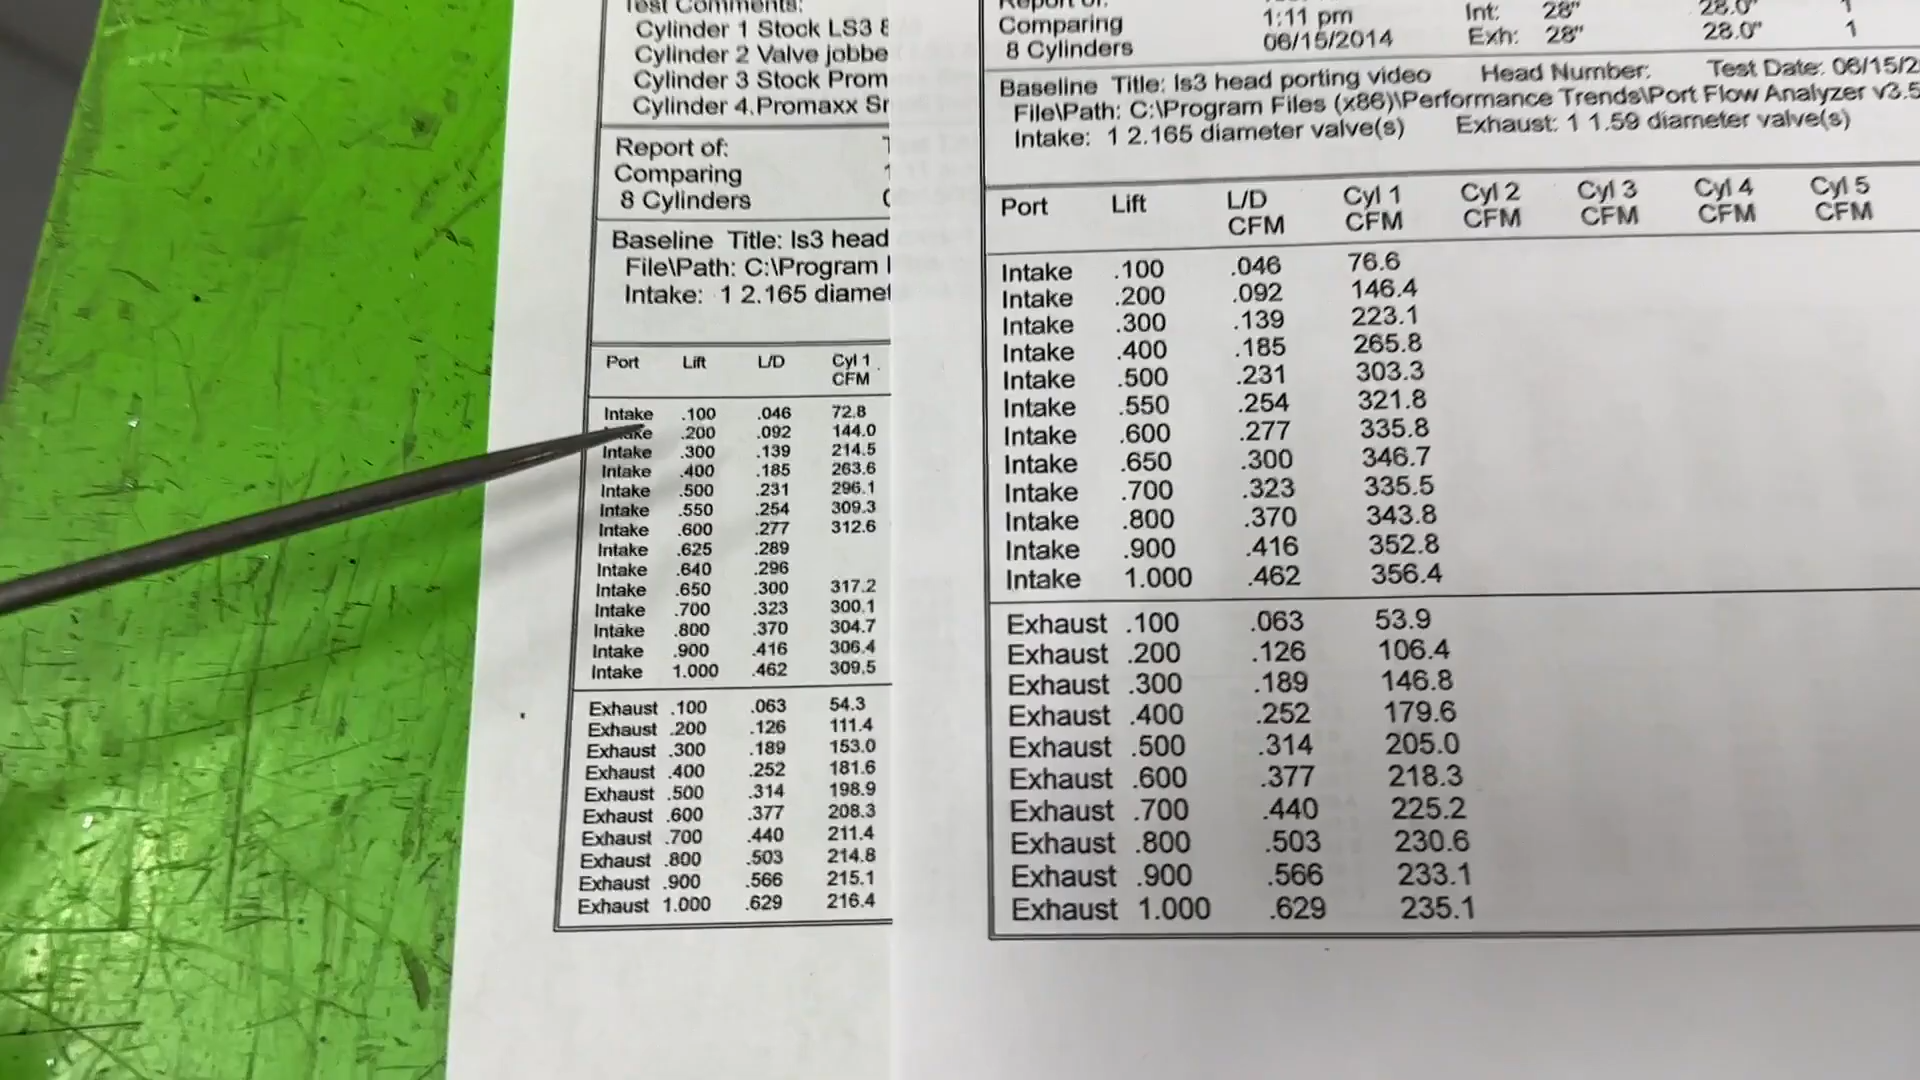 Test Comments:
Cylinder 1 Stock LS3
Cylinder 2 Valve jobbe
Cylinder 3 Stock Prom
Cylinder 4.Promaxx Sr
Report of:
Comparing
8 Cylinders
Baseline Title: ls3 head
File\Path: C:\Program
Intake: 1 2.165 diamet
Port Lift L/D Cyl 1
CFM
Intake .100 .046 72.8
Intake .200 .092 144.0
Intake .300 .139 214.5
Intake .400 .185 263.6
Intake .500 .231 296.1
Intake .550 .254 309.3
Intake .600 .277 312.6
Intake .625 .289
Intake .640 .296
Intake .650 .300 317.2
Intake .700 .323 300.1
Intake .800 .370 304.7
Intake .900 .416 306.4
Intake 1.000 .462 309.5
Exhaust .100 .063 54.3
Exhaust .200 .126 111.4
Exhaust .300 .189 153.0
Exhaust .400 .252 181.6
Exhaust .500 .314 198.9
Exhaust .600 .377 208.3
Exhaust .700 .440 211.4
Exhaust .800 .503 214.8
Exhaust .900 .566 215.1
Exhaust 1.000 .629 216.4
Report of:
Comparing 1:11 pm Int: 28" 28.0" 1
8 Cylinders 06/15/2014 Exh: 28" 28.0" 1
Baseline Title: ls3 head porting video Head Number: Test Date: 06/15/2
File\Path: C:\Program Files (x86)\Performance Trends\Port Flow Analyzer v3.5
Intake: 1 2.165 diameter valve(s) Exhaust: 1 1.59 diameter valve(s)
Port Lift L/D Cyl 1 Cyl 2 Cyl 3 Cyl 4 Cyl 5
CFM CFM CFM CFM CFM CFM
Intake .100 .046 76.6
Intake .200 .092 146.4
Intake .300 .139 223.1
Intake .400 .185 265.8
Intake .500 .231 303.3
Intake .550 .254 321.8
Intake .600 .277 335.8
Intake .650 .300 346.7
Intake .700 .323 335.5
Intake .800 .370 343.8
Intake .900 .416 352.8
Intake 1.000 .462 356.4
Exhaust .100 .063 53.9
Exhaust .200 .126 106.4
Exhaust .300 .189 146.8
Exhaust .400 .252 179.6
Exhaust .500 .314 205.0
Exhaust .600 .377 218.3
Exhaust .700 .440 225.2
Exhaust .800 .503 230.6
Exhaust .900 .566 233.1
Exhaust 1.000 .629 235.1